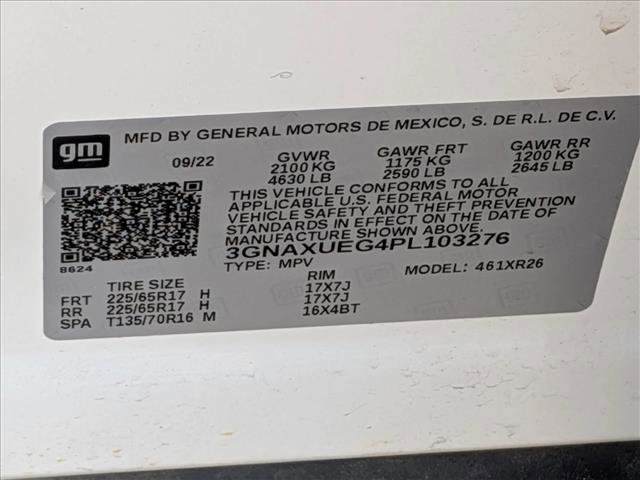 gm
MFD BY GENERAL MOTORS DE MEXICO, S. DE R.L. DE C.V.
09/22 GVWR GAWR FRT GAWR RR
2100 KG 1175 KG 1200 KG
4630 LB 2590 LB 2645 LB
THIS VEHICLE CONFORMS TO ALL
APPLICABLE U.S. FEDERAL MOTOR
VEHICLE SAFETY AND THEFT PREVENTION
STANDARDS IN EFFECT ON THE DATE OF
MANUFACTURE SHOWN ABOVE.
3GNAXUEG4PL103276
8624
TYPE: MPV MODEL: 461XR26
TIRE SIZE RIM
FRT 225/65R17 H 17X7J
RR 225/65R17 H 17X7J
SPA T135/70R16 M 16X4BT